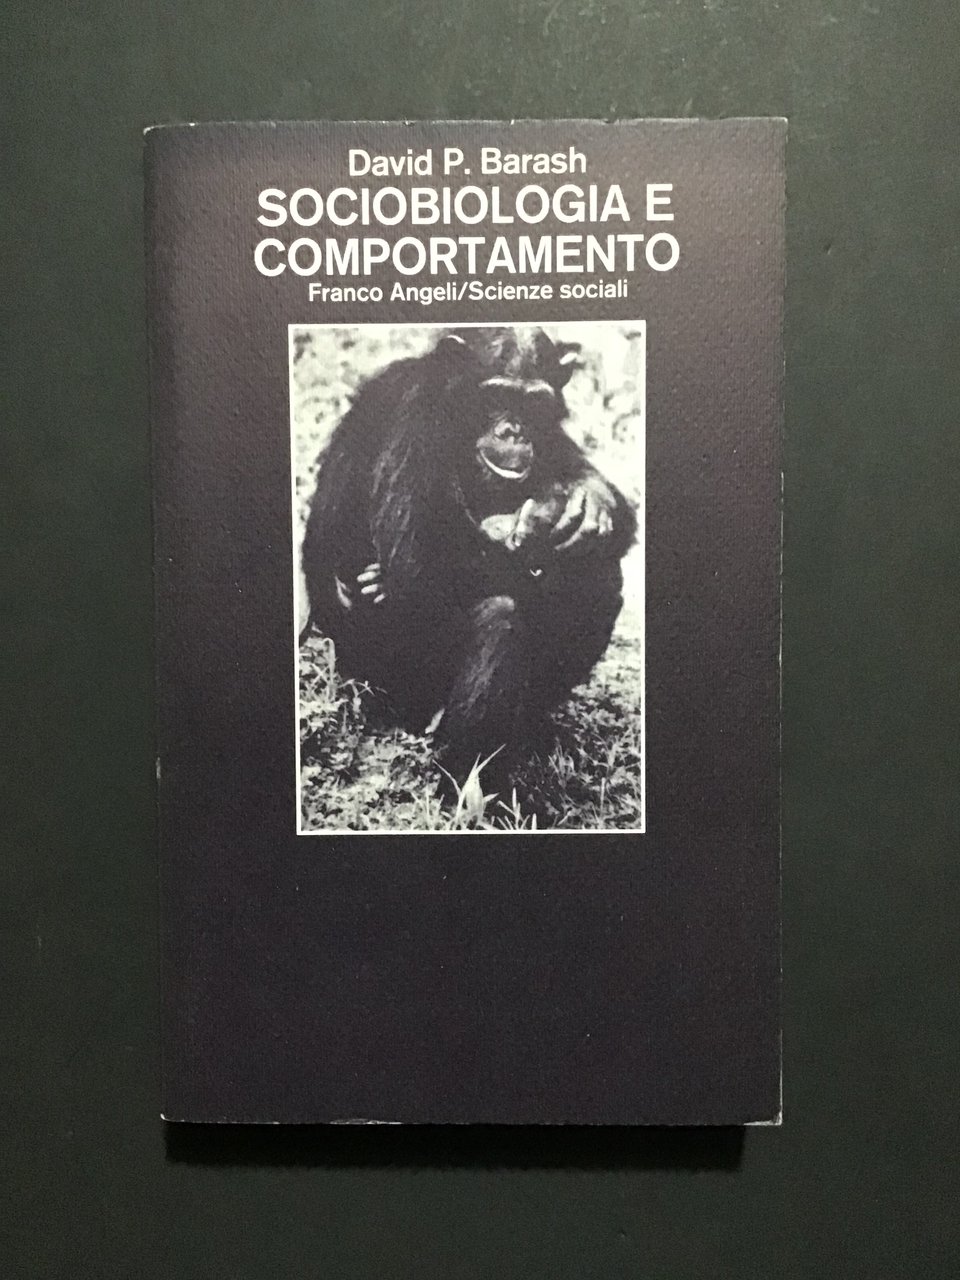 David P. Barash
SOCIOBIOLOGIA E
COMPORTAMENTO
Franco Angeli/Scienze sociali